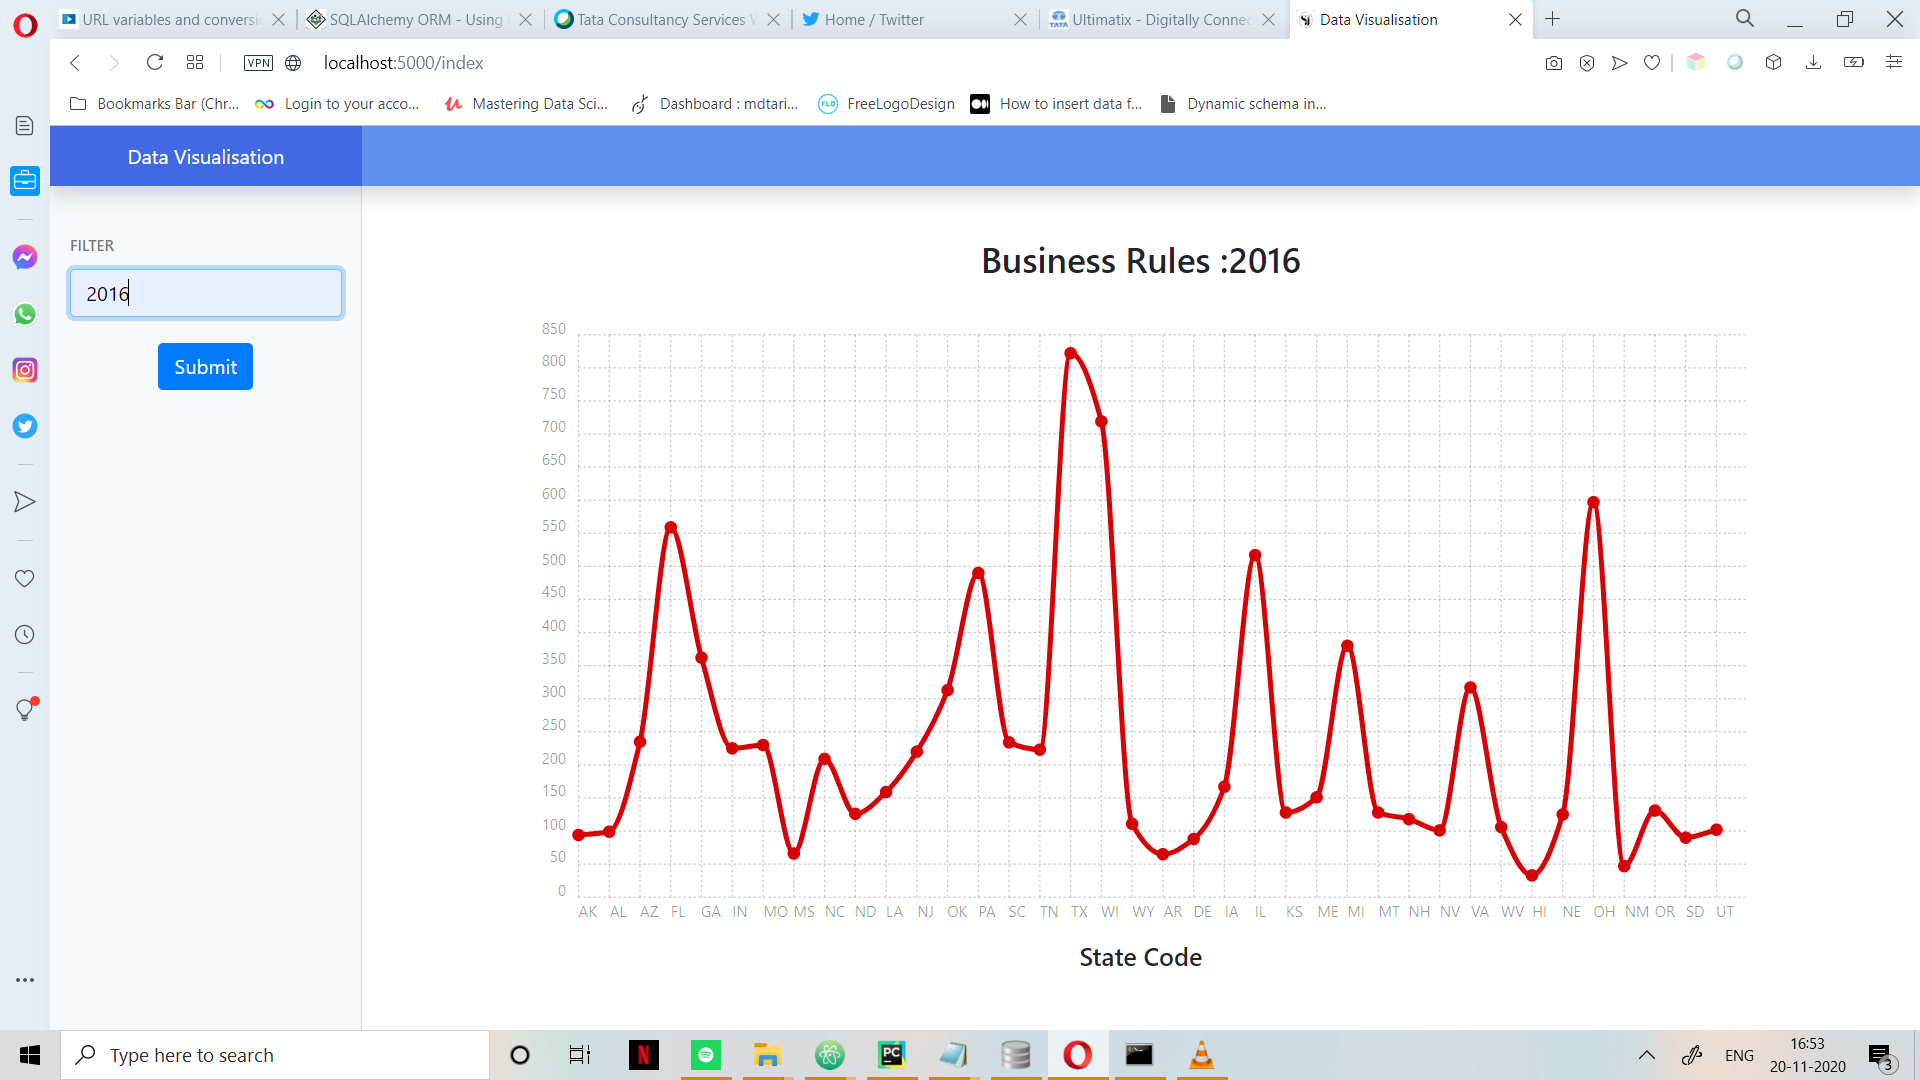 URL variables and conversi
SQLAlchemy ORM - Using
Tata Consultancy Services
Home / Twitter
Ultimatix - Digitally Connec
Data Visualisation
VPN
localhost:5000/index
Bookmarks Bar (Chr...
Login to your acco...
Mastering Data Sci...
Dashboard : mdtari...
FLD
FreeLogoDesign
How to insert data f...
Dynamic schema in...
Data Visualisation
FILTER
2016
Submit
Business Rules :2016
850
800
750
700
650
600
550
500
450
400
350
300
250
200
150
100
50
0
AK AL AZ FL GA IN MO MS NC ND LA NJ OK PA SC TN TX WI WY AR DE IA IL KS ME MI MT NH NV VA WV HI NE OH NM OR SD UT
State Code
Type here to search
N
PC
ENG
16:53
20-11-2020
3